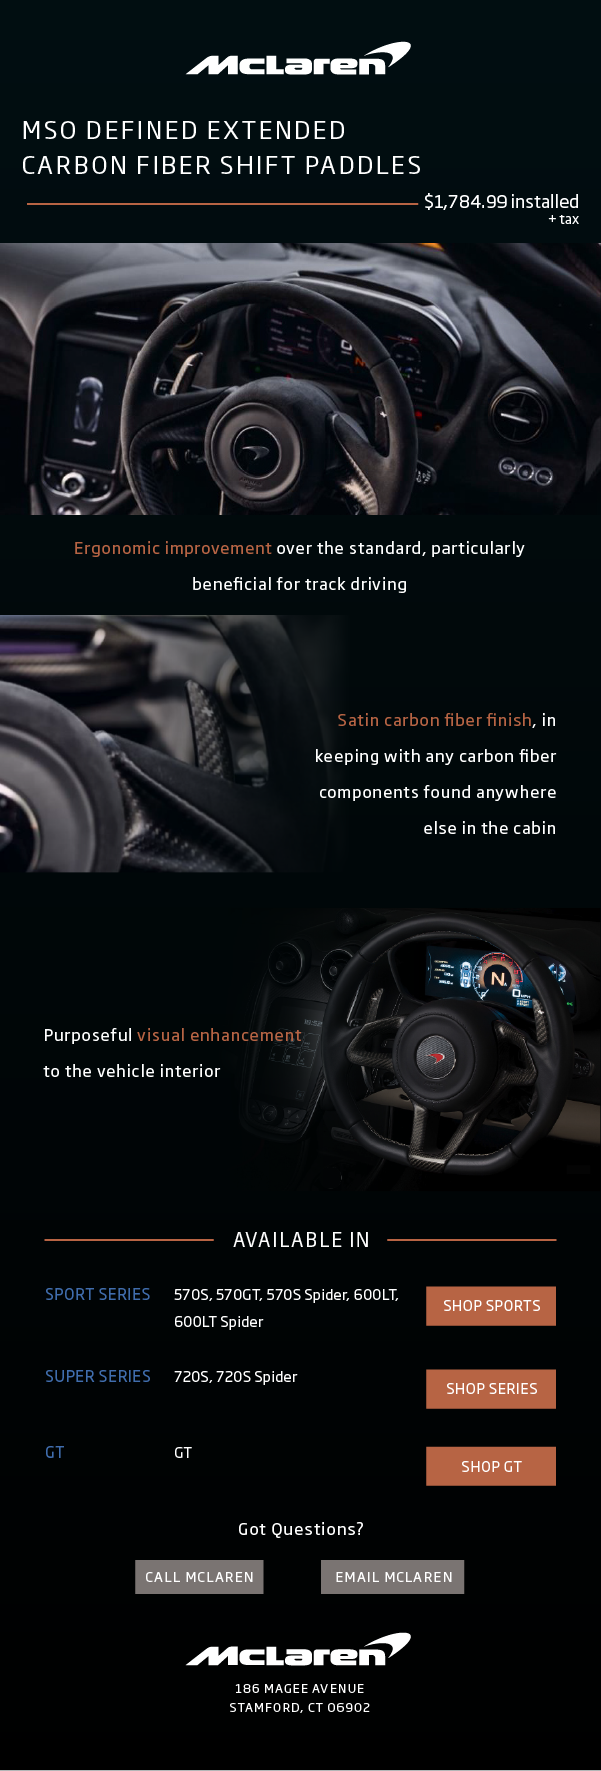 McLaren
MSO DEFINED EXTENDED
CARBON FIBER SHIFT PADDLES
$1,784.99 installed
+ tax
Ergonomic improvement over the standard, particularly
beneficial for track driving
Satin carbon fiber finish, in
keeping with any carbon fiber
components found anywhere
else in the cabin
N
Purposeful visual enhancement
to the vehicle interior
AVAILABLE IN
SPORT SERIES
570S, 570GT, 570S Spider, 600LT,
600LT Spider
SHOP SPORTS
SUPER SERIES
720S, 720S Spider
SHOP SERIES
GT
GT
SHOP GT
Got Questions?
CALL MCLAREN
EMAIL MCLAREN
McLaren
186 MAGEE AVENUE
STAMFORD, CT 06902